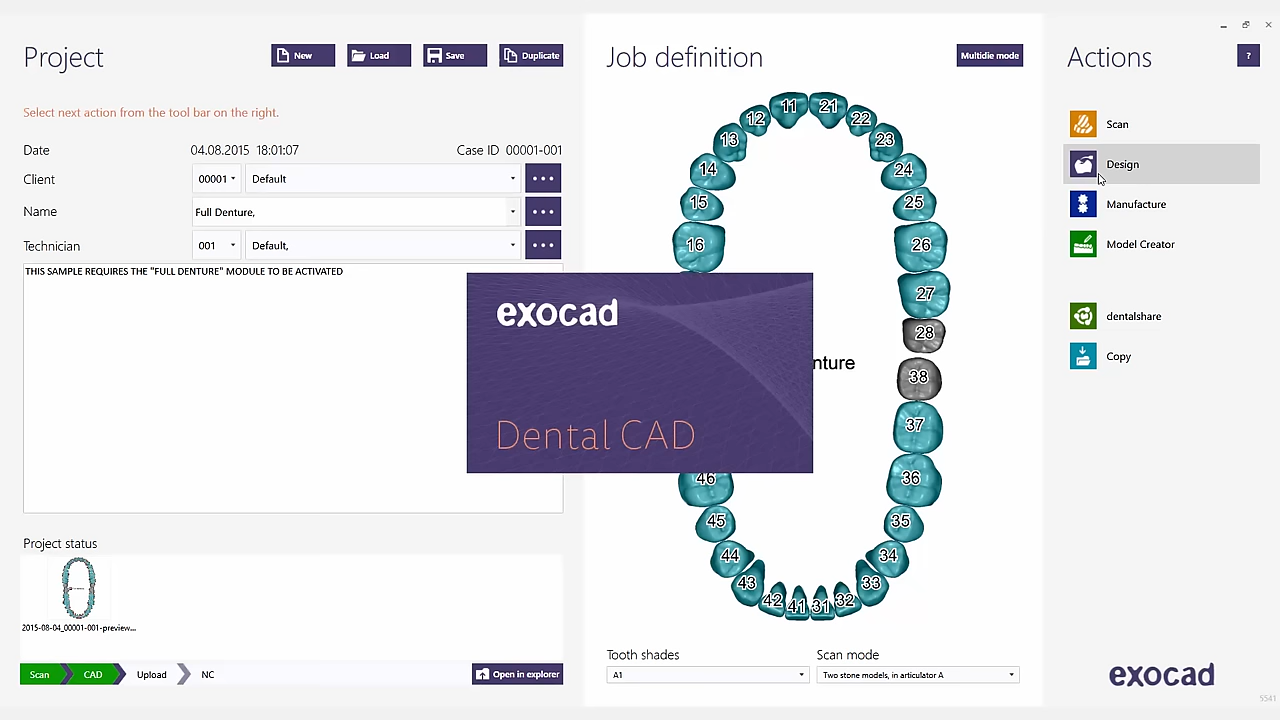 Project
New
Load
Save
Duplicate
Select next action from the tool bar on the right.
Date
04.08.2015 18:01:07
Case ID 00001-001
Client
00001
Default
Name
Full Denture,
Technician
001
Default,
THIS SAMPLE REQUIRES THE "FULL DENTURE" MODULE TO BE ACTIVATED
exocad
Dental CAD
Project status
2015-08-04_00001-001-preview...
Scan
CAD
Upload
NC
Open in explorer
Job definition
Multidie mode
11
21
12
22
13
23
14
24
15
25
16
26
27
28
nture
38
37
46
36
45
35
44
34
43
33
42
41
31
32
Tooth shades
A1
Scan mode
Two stone models, in articulator A
Actions
?
Scan
Design
Manufacture
Model Creator
dentalshare
Copy
exocad
5541